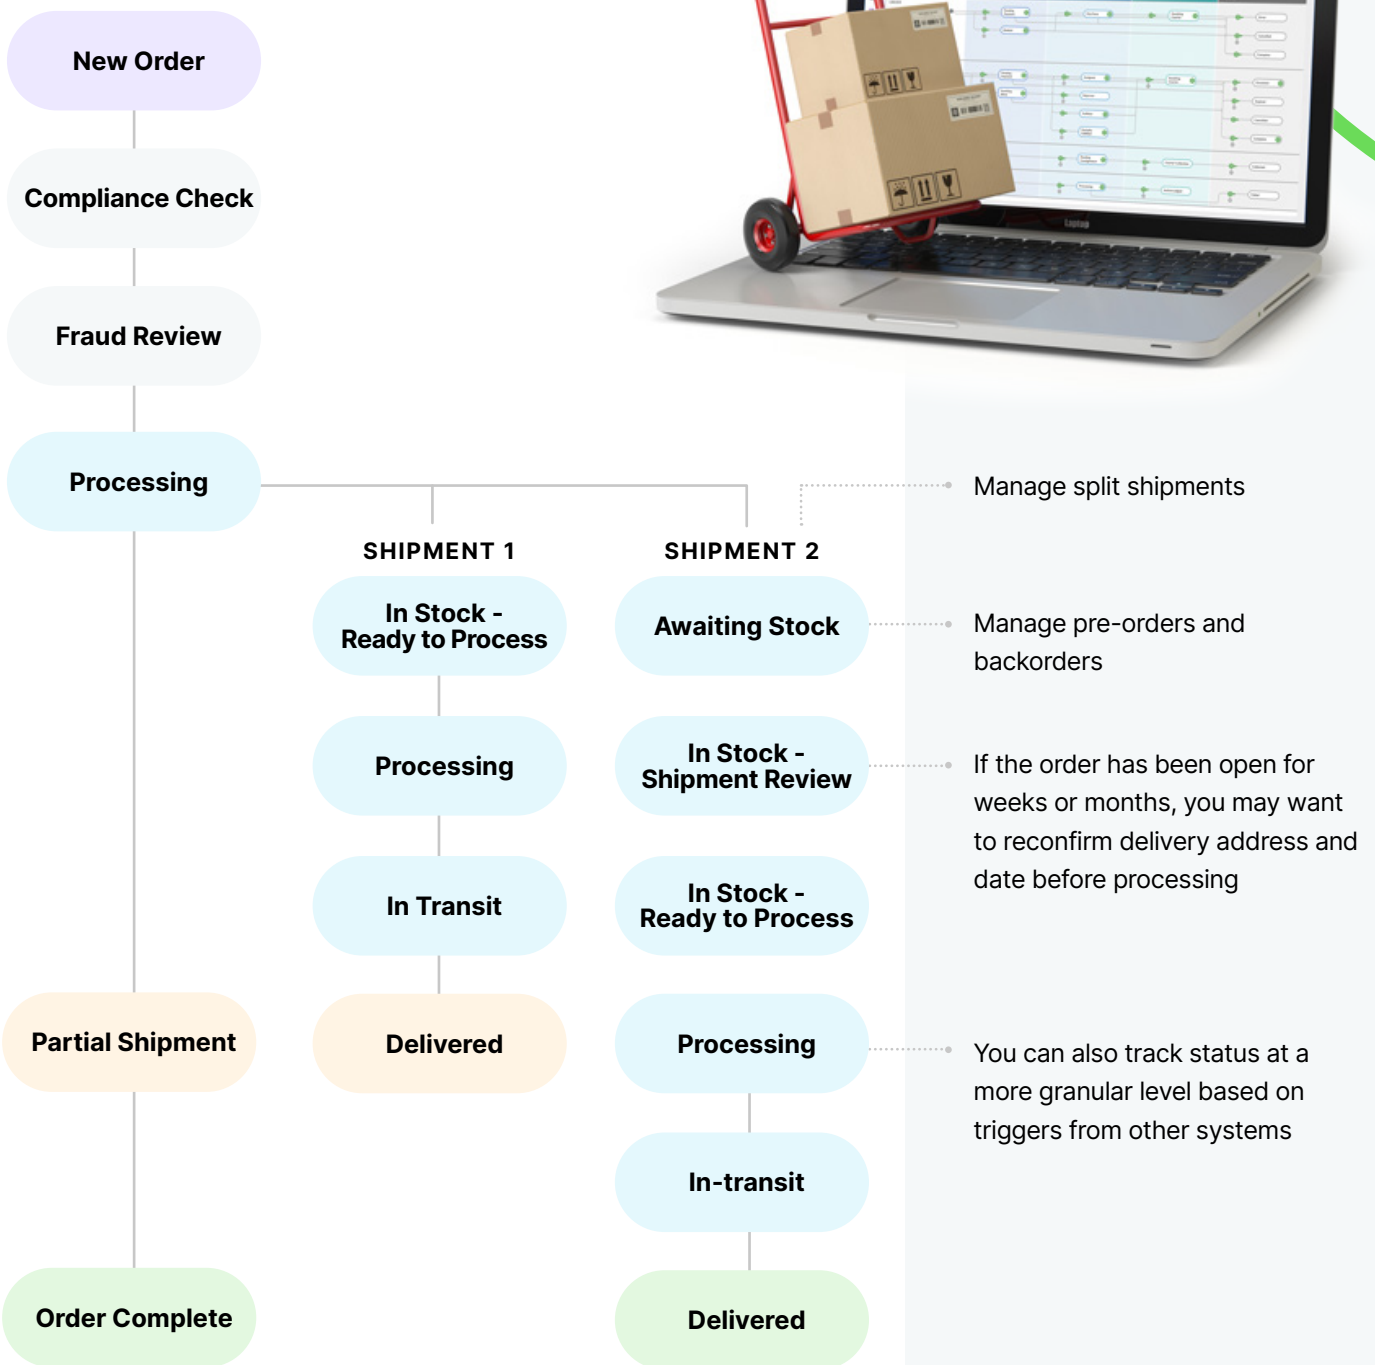 New Order
Compliance Check
Fraud Review
Processing
Partial Shipment
Order Complete
SHIPMENT 1
In Stock -
Ready to Process
Processing
In Transit
Delivered
SHIPMENT 2
Awaiting Stock
In Stock -
Shipment Review
In Stock -
Ready to Process
Processing
In-transit
Delivered
Manage split shipments
Manage pre-orders and
backorders
If the order has been open for
weeks or months, you may want
to reconfirm delivery address and
date before processing
You can also track status at a
more granular level based on
triggers from other systems
Laptop